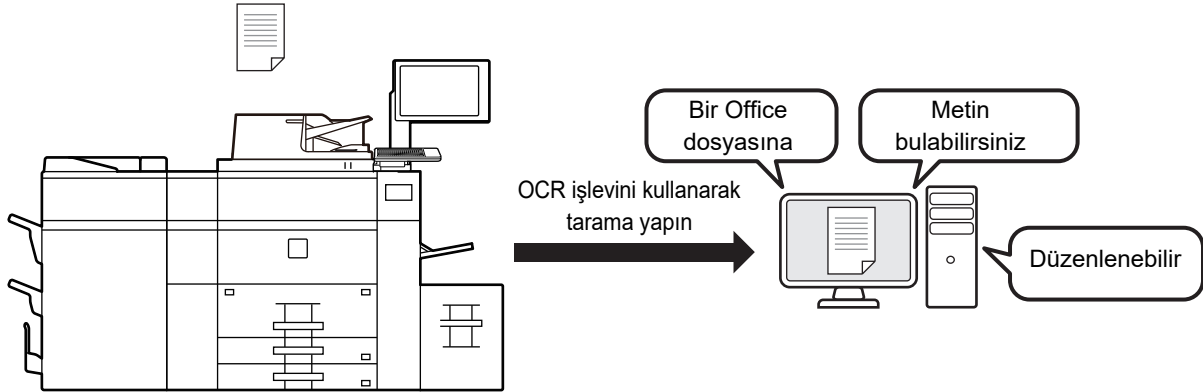 Bir Office
dosyasına
Metin
bulabilirsiniz
OCR işlevini kullanarak
tarama yapın
Düzenlenebilir